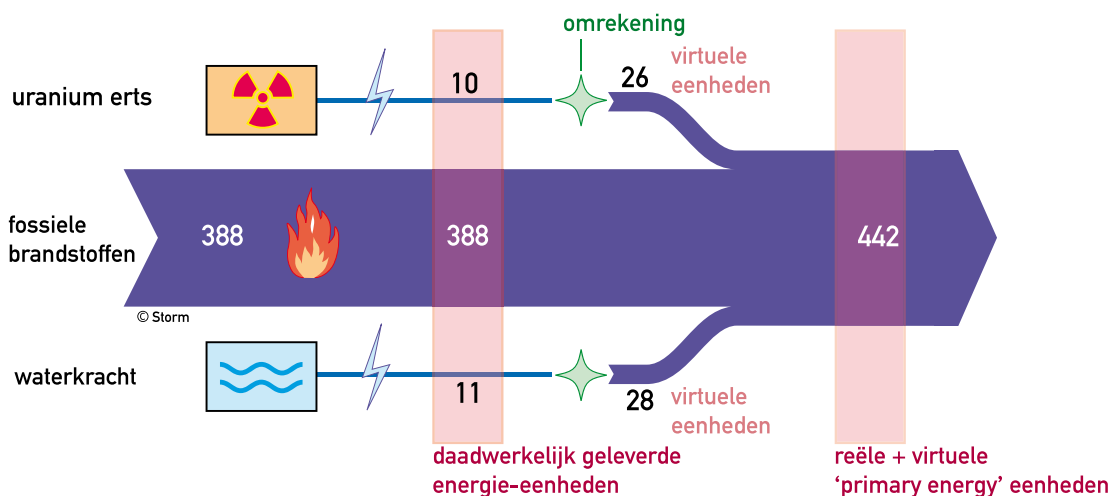 omrekening
uranium erts
10
26
virtuele
eenheden
fossiele
brandstoffen
388
388
442
© Storm
waterkracht
11
28
virtuele
eenheden
daadwerkelijk geleverde
energie-eenheden
reële + virtuele
‘primary energy’ eenheden